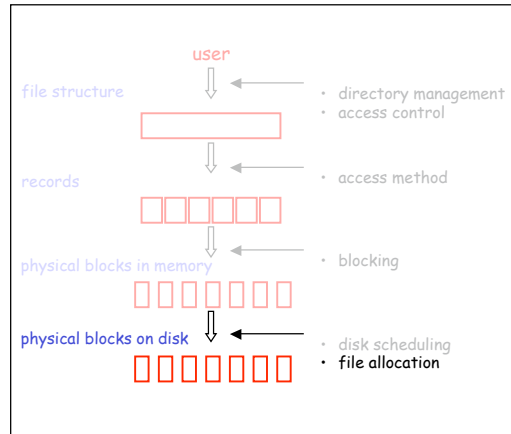 user
file structure
• directory management
• access control
records
• access method
physical blocks in memory
• blocking
physical blocks on disk
• disk scheduling
• file allocation